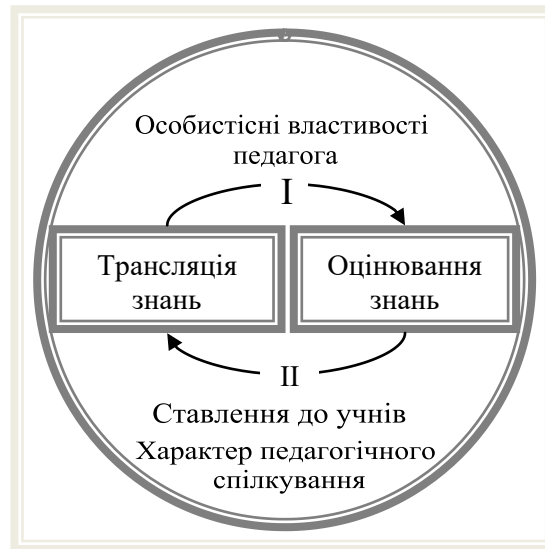 Особистісні властивості
педагога
I
Трансляція
знань
Оцінювання
знань
II
Ставлення до учнів
Характер педагогічного
спілкування